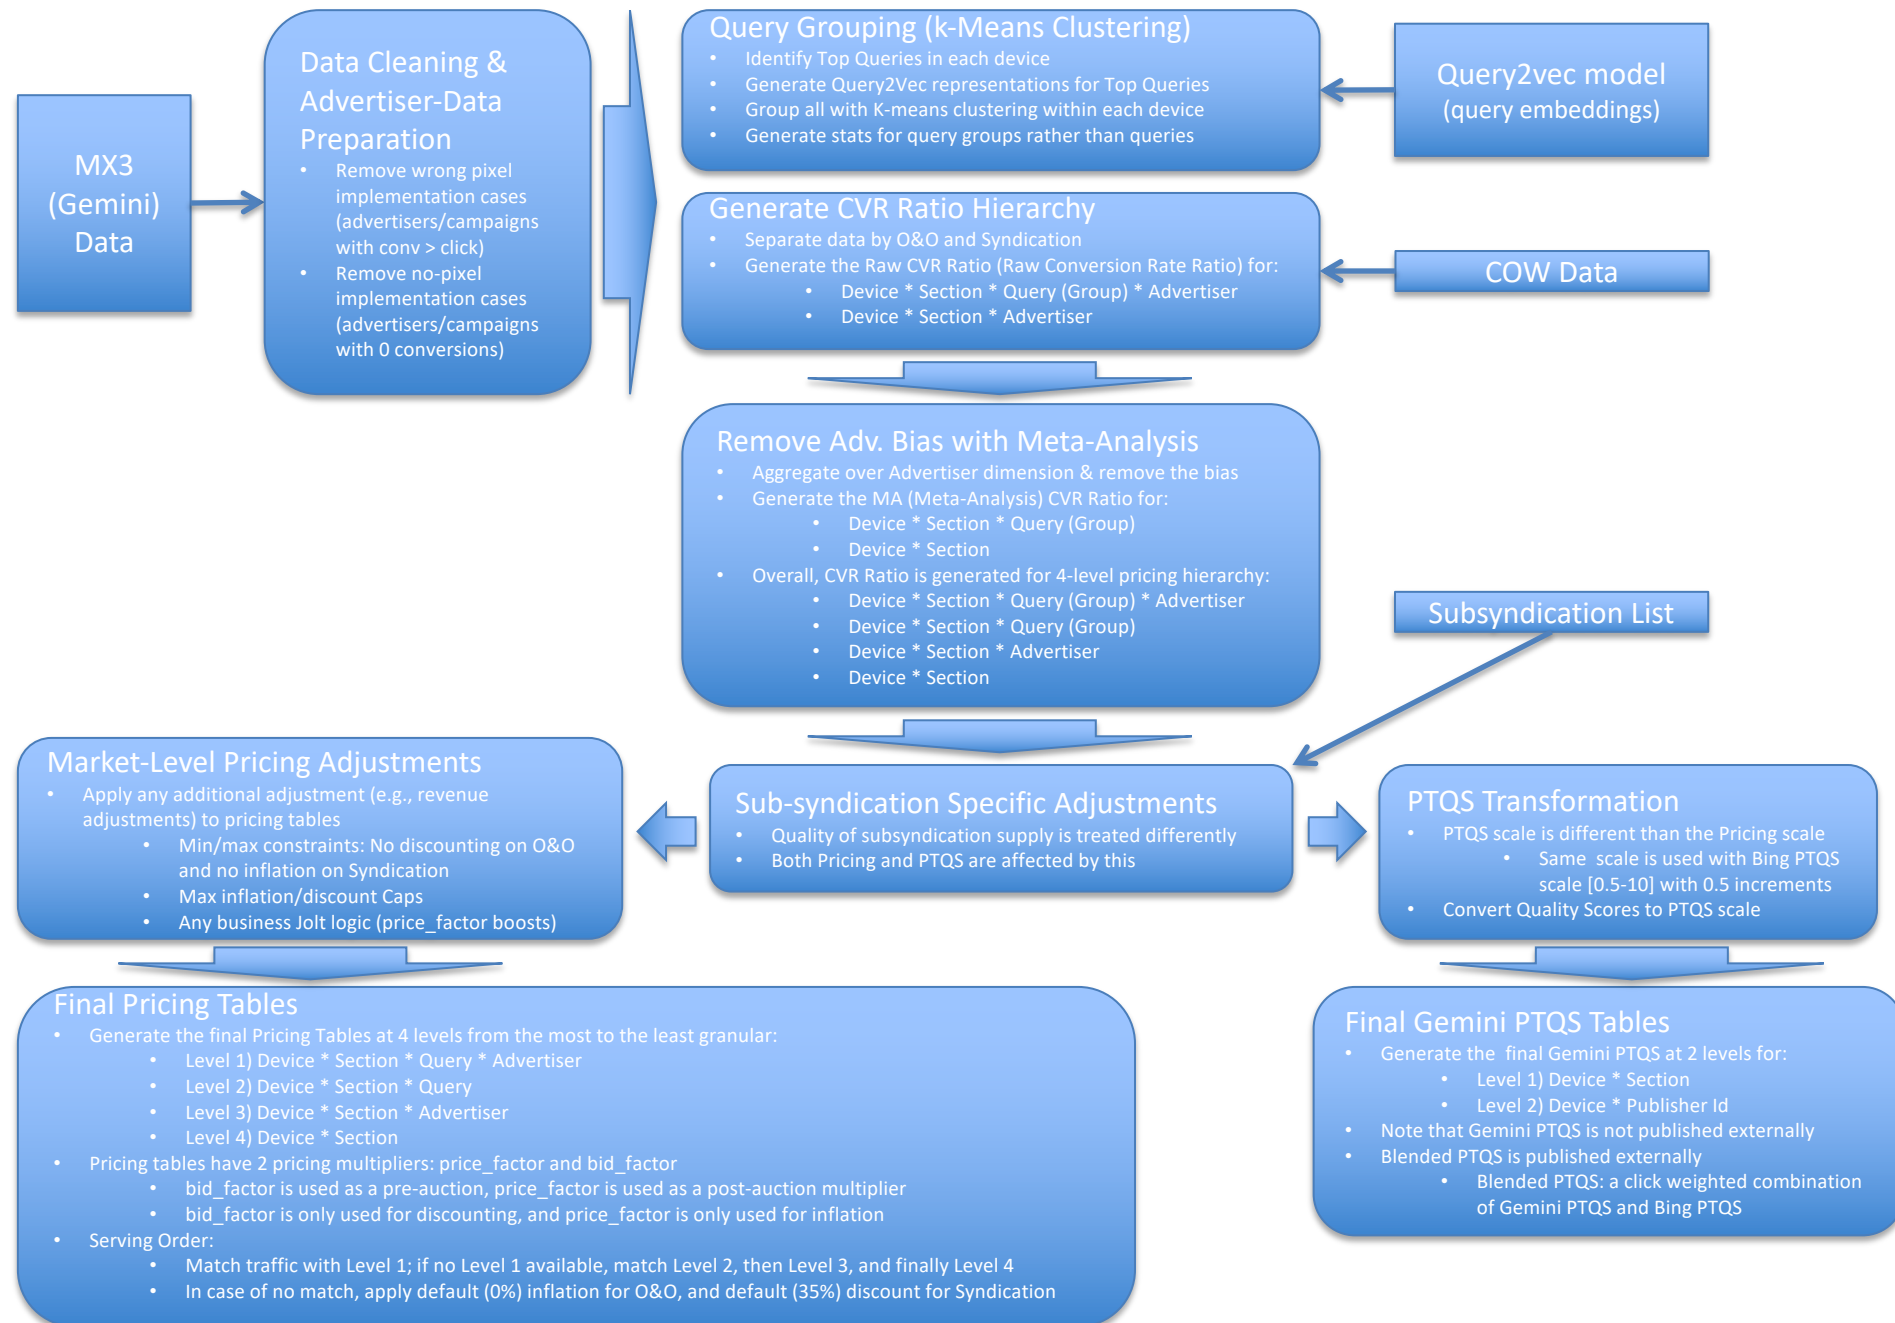 MX3
(Gemini)
Data
Data Cleaning &
Advertiser-Data
Preparation
• Remove wrong pixel
implementation cases
(advertisers/campaigns
with conv > click)
• Remove no-pixel
implementation cases
(advertisers/campaigns
with 0 conversions)
Query Grouping (k-Means Clustering)
• Identify Top Queries in each device
• Generate Query2Vec representations for Top Queries
• Group all with K-means clustering within each device
• Generate stats for query groups rather than queries
Query2vec model
(query embeddings)
Generate CVR Ratio Hierarchy
• Separate data by O&O and Syndication
• Generate the Raw CVR Ratio (Raw Conversion Rate Ratio) for:
• Device * Section * Query (Group) * Advertiser
• Device * Section * Advertiser
COW Data
Remove Adv. Bias with Meta-Analysis
• Aggregate over Advertiser dimension & remove the bias
• Generate the MA (Meta-Analysis) CVR Ratio for:
• Device * Section * Query (Group)
• Device * Section
• Overall, CVR Ratio is generated for 4-level pricing hierarchy:
• Device * Section * Query (Group) * Advertiser
• Device * Section * Query (Group)
• Device * Section * Advertiser
• Device * Section
Subsyndication List
Market-Level Pricing Adjustments
• Apply any additional adjustment (e.g., revenue
adjustments) to pricing tables
• Min/max constraints: No discounting on O&O
and no inflation on Syndication
• Max inflation/discount Caps
• Any business Jolt logic (price_factor boosts)
Sub-syndication Specific Adjustments
• Quality of subsyndication supply is treated differently
• Both Pricing and PTQS are affected by this
PTQS Transformation
• PTQS scale is different than the Pricing scale
• Same scale is used with Bing PTQS
scale [0.5-10] with 0.5 increments
• Convert Quality Scores to PTQS scale
Final Pricing Tables
• Generate the final Pricing Tables at 4 levels from the most to the least granular:
• Level 1) Device * Section * Query * Advertiser
• Level 2) Device * Section * Query
• Level 3) Device * Section * Advertiser
• Level 4) Device * Section
• Pricing tables have 2 pricing multipliers: price_factor and bid_factor
• bid_factor is used as a pre-auction, price_factor is used as a post-auction multiplier
• bid_factor is only used for discounting, and price_factor is only used for inflation
• Serving Order:
• Match traffic with Level 1; if no Level 1 available, match Level 2, then Level 3, and finally Level 4
• In case of no match, apply default (0%) inflation for O&O, and default (35%) discount for Syndication
Final Gemini PTQS Tables
• Generate the final Gemini PTQS at 2 levels for:
• Level 1) Device * Section
• Level 2) Device * Publisher Id
• Note that Gemini PTQS is not published externally
• Blended PTQS is published externally
• Blended PTQS: a click weighted combination
of Gemini PTQS and Bing PTQS